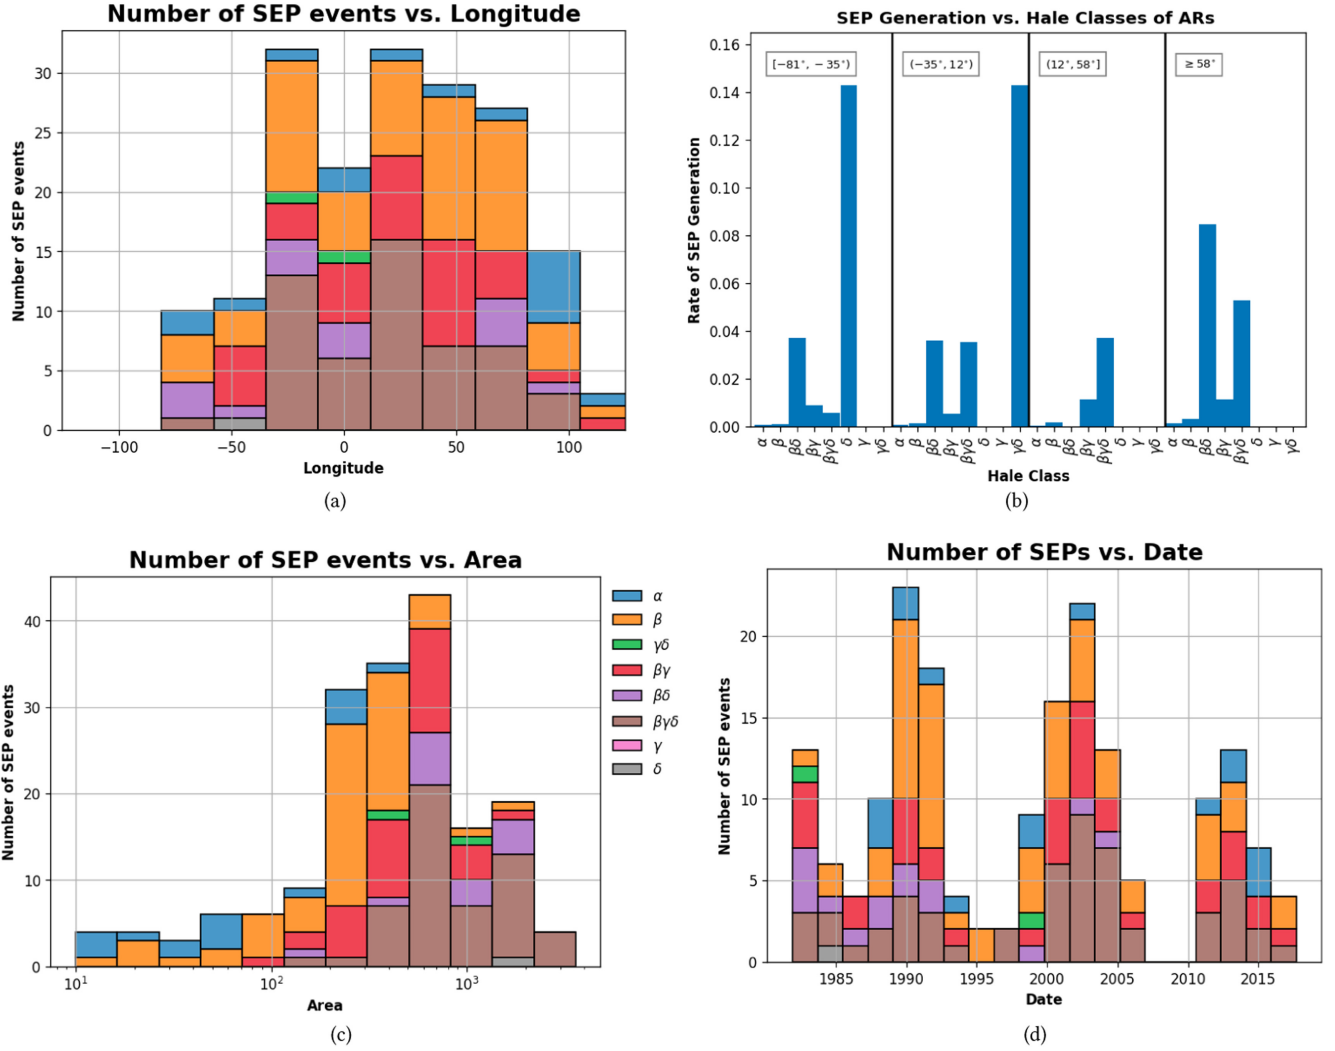 Number of SEP events vs. Longitude
Number of SEP events
30
25
20
15
10
5
0
−100
−50
0
50
100
Longitude
(a)
SEP Generation vs. Hale Classes of ARs
Rate of SEP Generation
0.16
0.14
0.12
0.10
0.08
0.06
0.04
0.02
0.00
[−81°, −35°)
(−35°, 12°)
(12°, 58°]
≥ 58°
α β βδ βγ βγδ δ γ γδ α β βδ βγ βγδ δ γ γδ α β βδ βγ βγδ δ γ γδ α β βδ βγ βγδ δ γ γδ
Hale Class
(b)
Number of SEP events vs. Area
Number of SEP events
40
30
20
10
0
10¹
10²
10³
Area
α
β
γδ
βγ
βδ
βγδ
γ
δ
(c)
Number of SEPs vs. Date
Number of SEP events
20
15
10
5
0
1985
1990
1995
2000
2005
2010
2015
Date
(d)